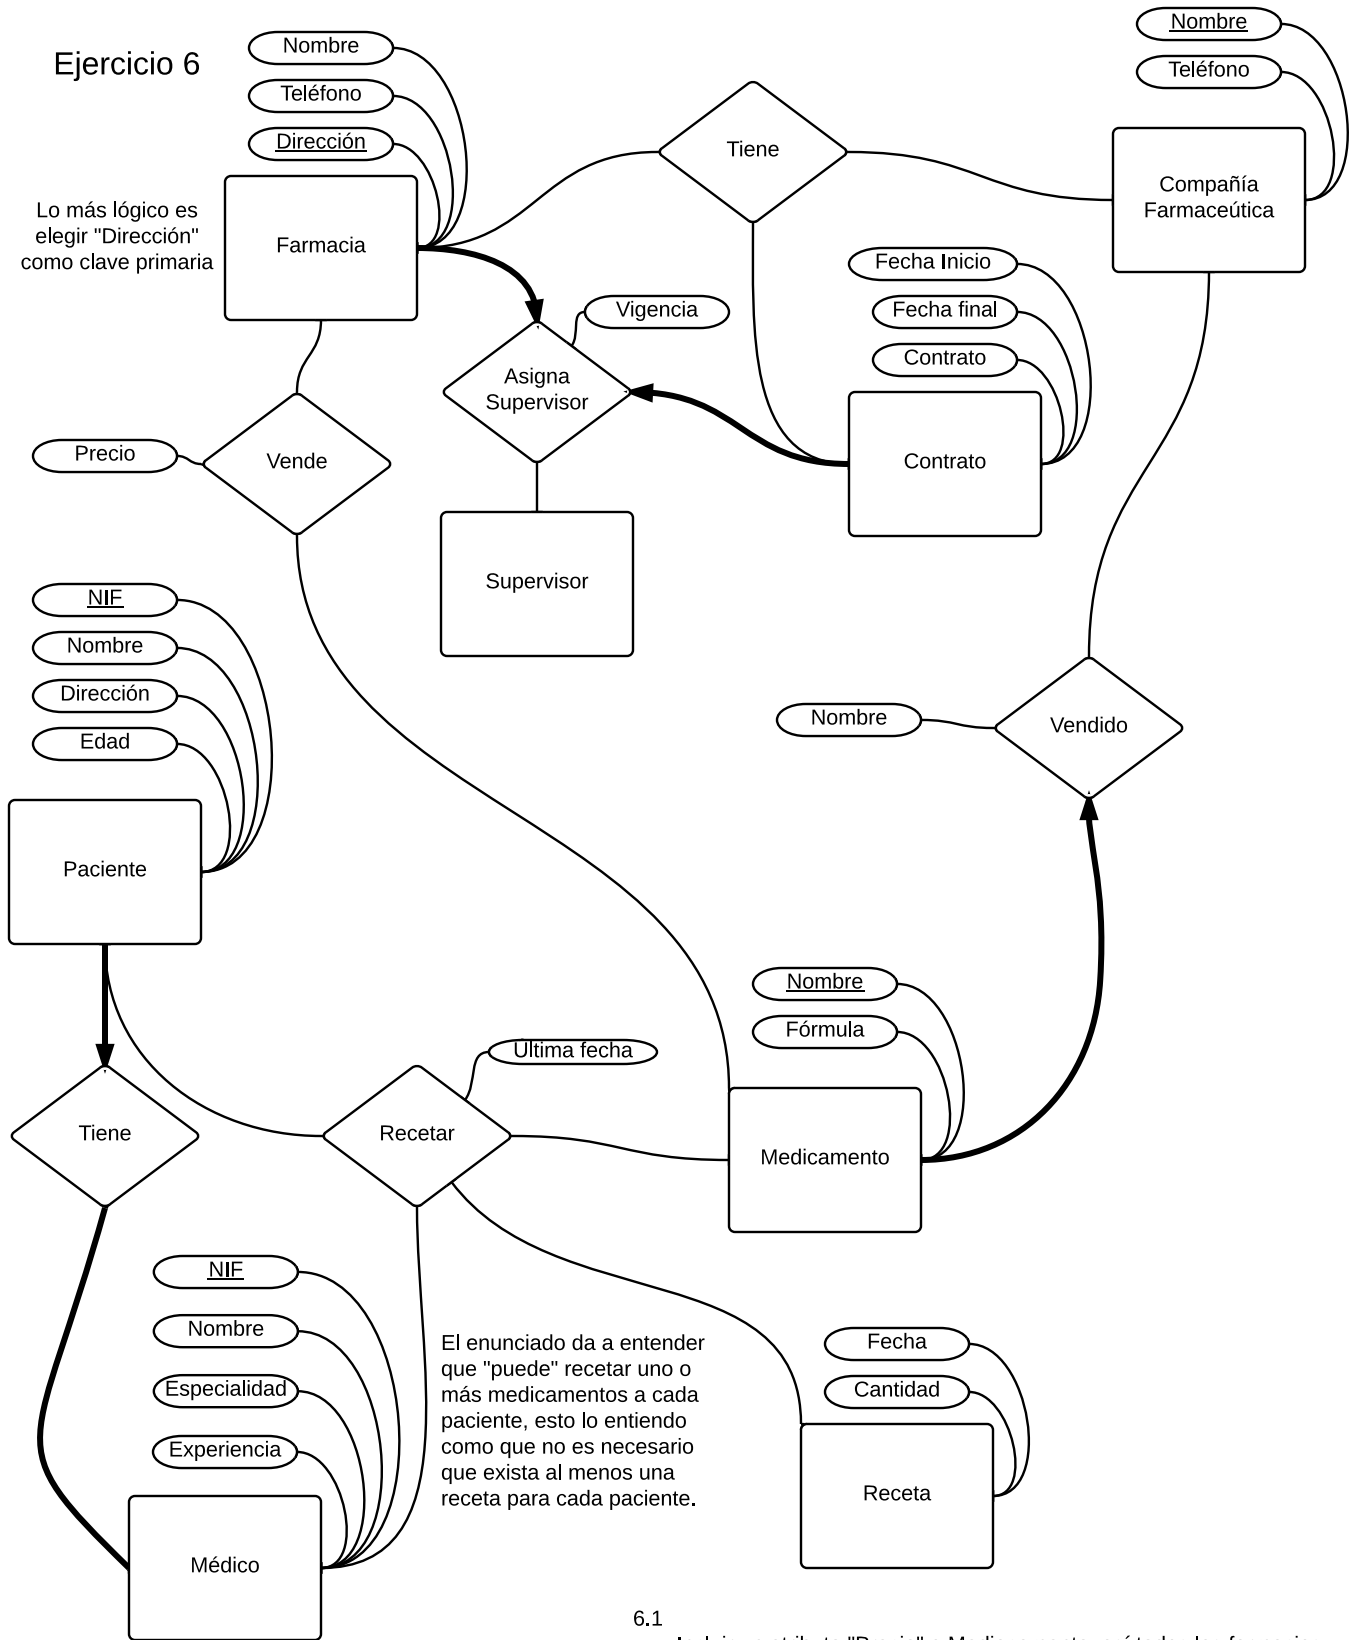 Ejercicio 6
Nombre
Teléfono
Dirección
Lo más lógico es
elegir "Dirección"
como clave primaria
Farmacia
Tiene
Nombre
Teléfono
Compañía
Farmaceútica
Fecha Inicio
Fecha final
Contrato
Contrato
Vigencia
Asigna
Supervisor
Supervisor
Precio
Vende
NIF
Nombre
Dirección
Edad
Paciente
Nombre
Vendido
Nombre
Fórmula
Medicamento
Última fecha
Tiene
Recetar
NIF
Nombre
Especialidad
Experiencia
Médico
El enunciado da a entender
que "puede" recetar uno o
más medicamentos a cada
paciente, esto lo entiendo
como que no es necesario
que exista al menos una
receta para cada paciente.
Fecha
Cantidad
Receta
6.1